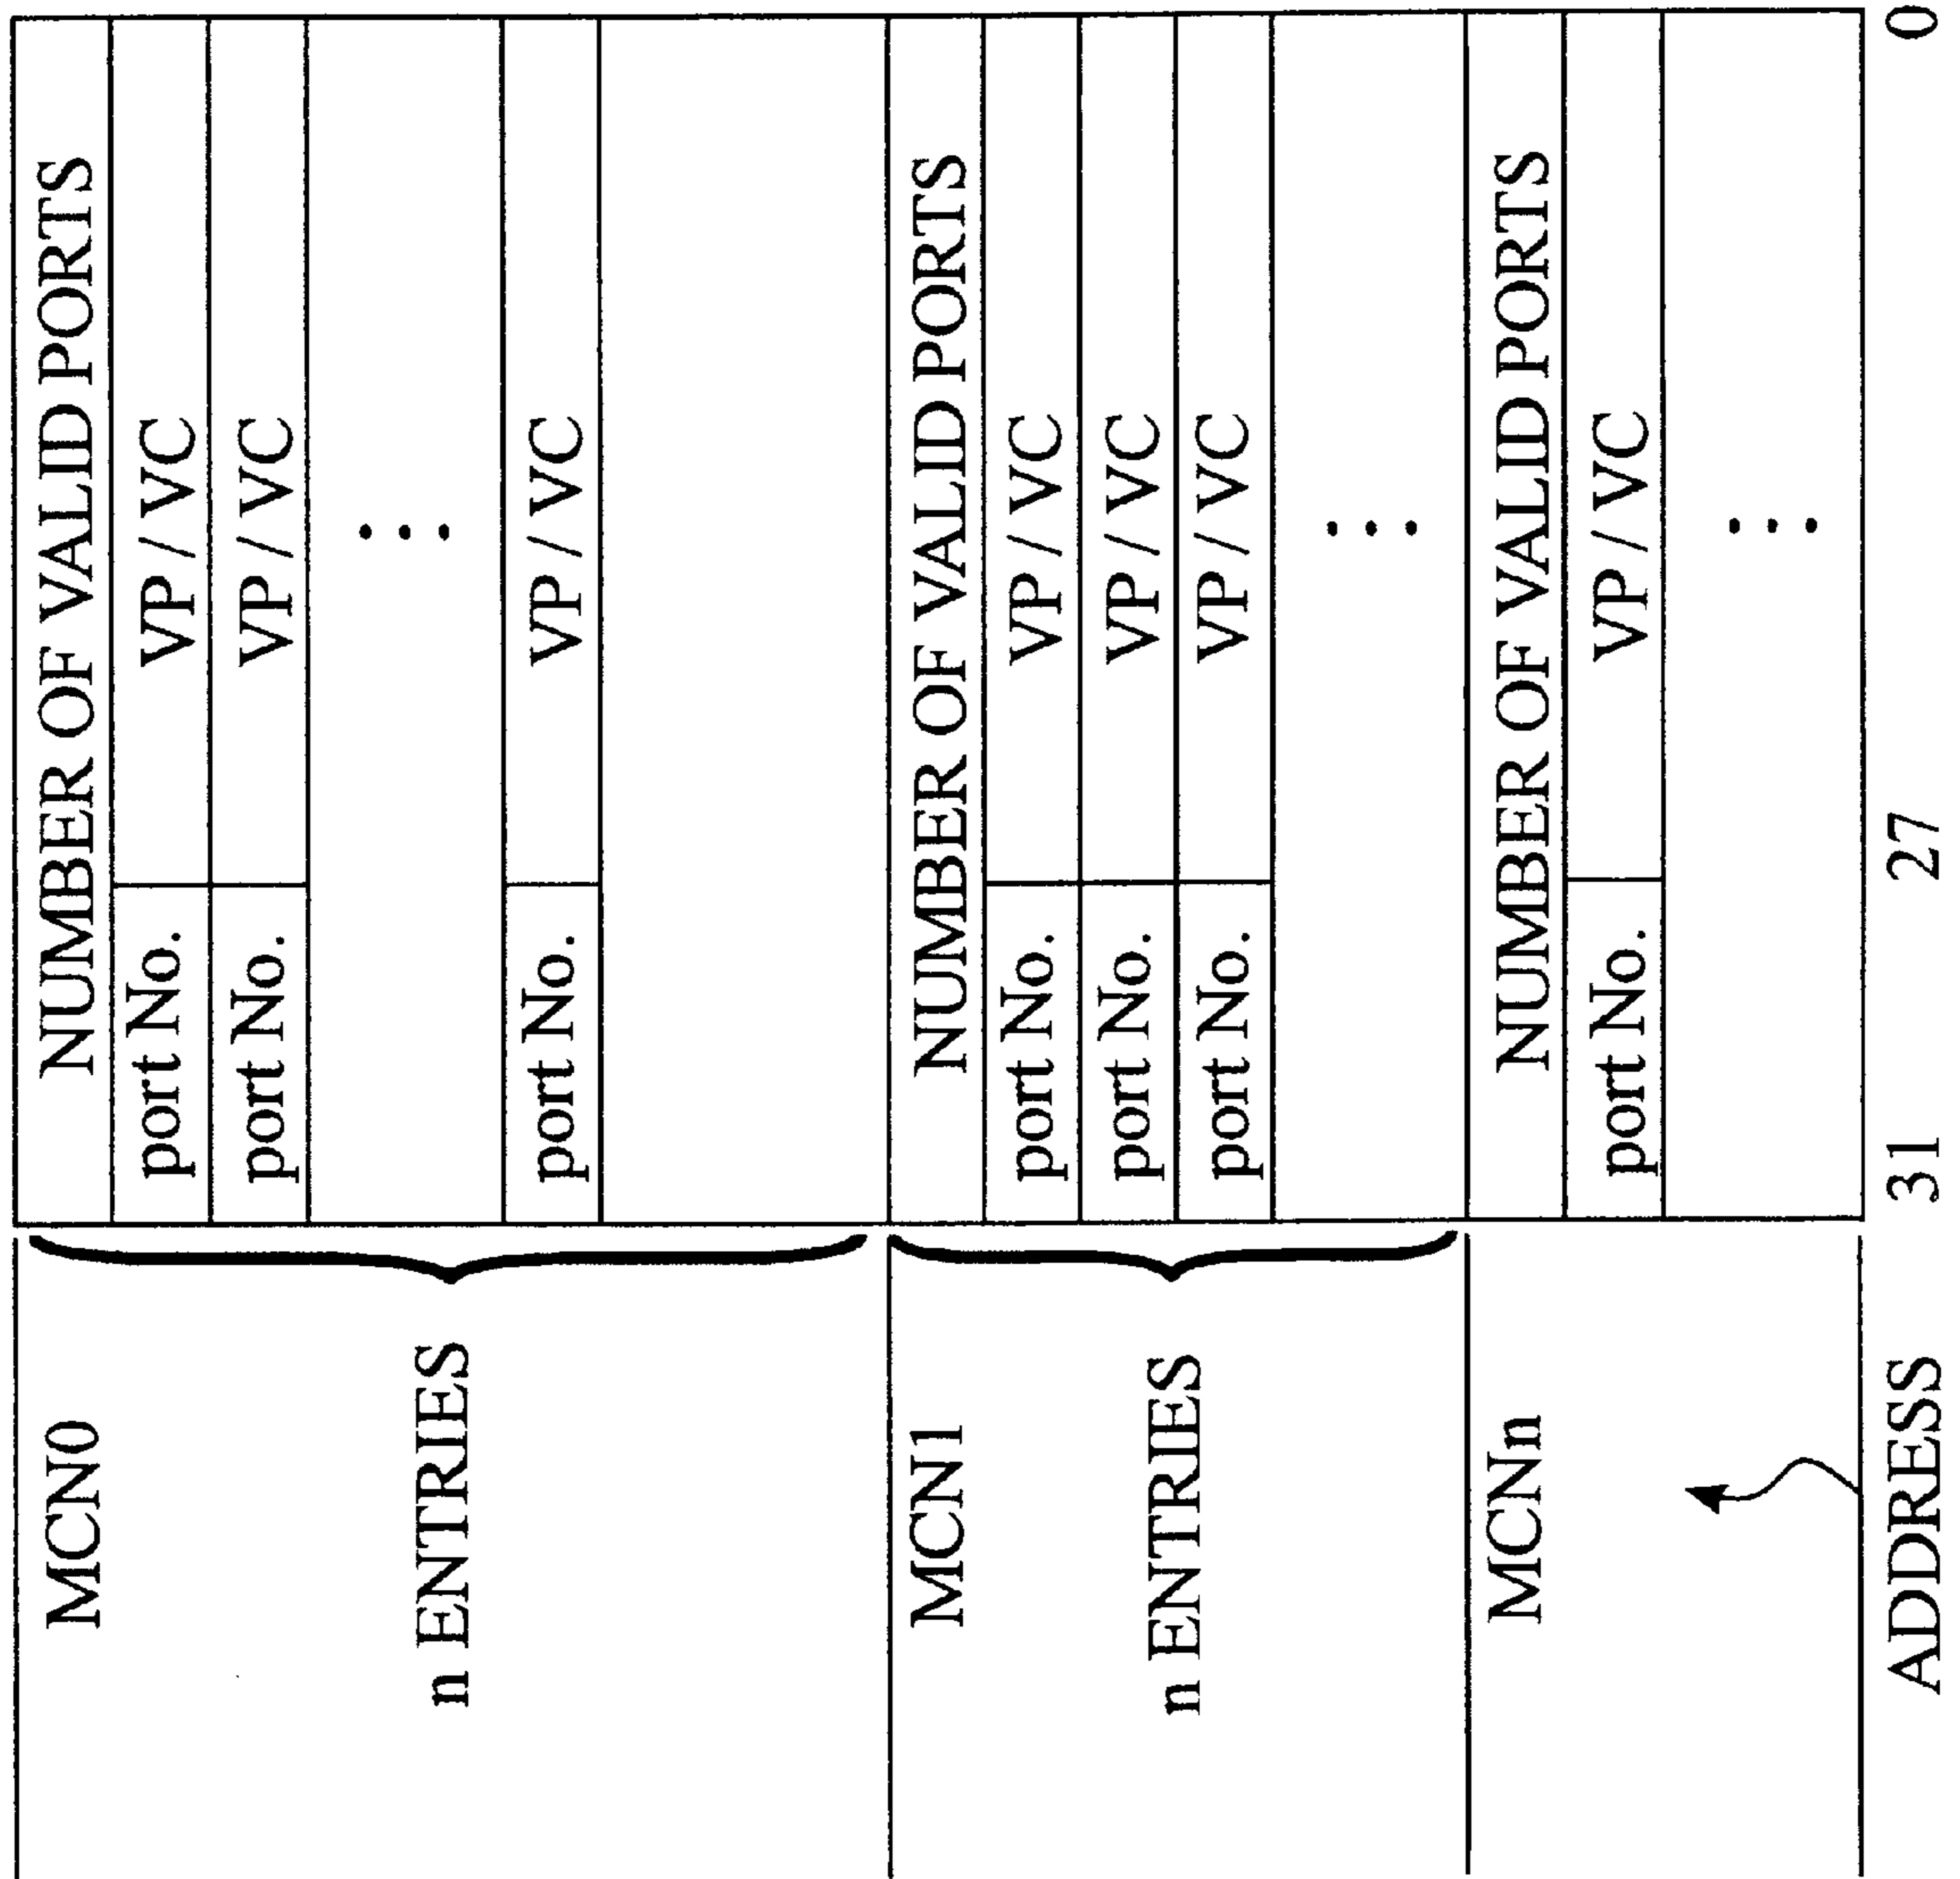 MCN0
NUMBER OF VALID PORTS
port No. VP / VC
port No. VP / VC
n ENTRIES
port No. VP / VC
MCN1
NUMBER OF VALID PORTS
port No. VP / VC
port No. VP / VC
n ENTRIES
port No. VP / VC
MCNn
NUMBER OF VALID PORTS
port No. VP / VC
ADDRESS
31 27 0